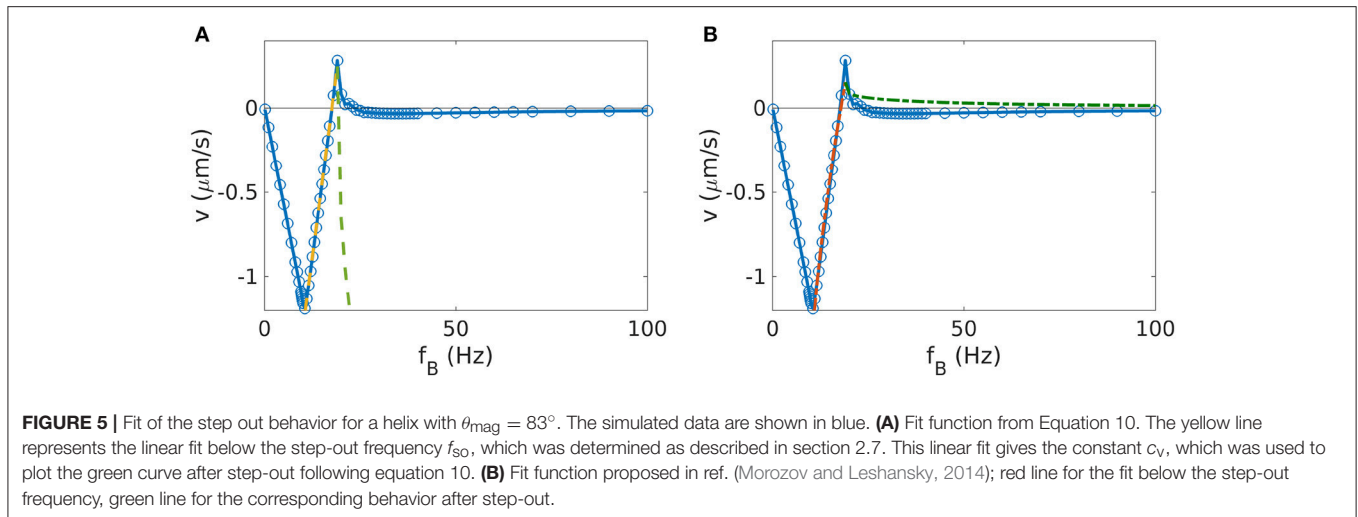 A
B
0
-0.5
-1
v (μm/s)
0
50
100
f_B (Hz)
0
-0.5
-1
v (μm/s)
0
50
100
f_B (Hz)
FIGURE 5 | Fit of the step out behavior for a helix with θmag = 83°. The simulated data are shown in blue. (A) Fit function from Equation 10. The yellow line
represents the linear fit below the step-out frequency fSO, which was determined as described in section 2.7. This linear fit gives the constant cv, which was used to
plot the green curve after step-out following equation 10. (B) Fit function proposed in ref. (Morozov and Leshansky, 2014); red line for the fit below the step-out
frequency, green line for the corresponding behavior after step-out.